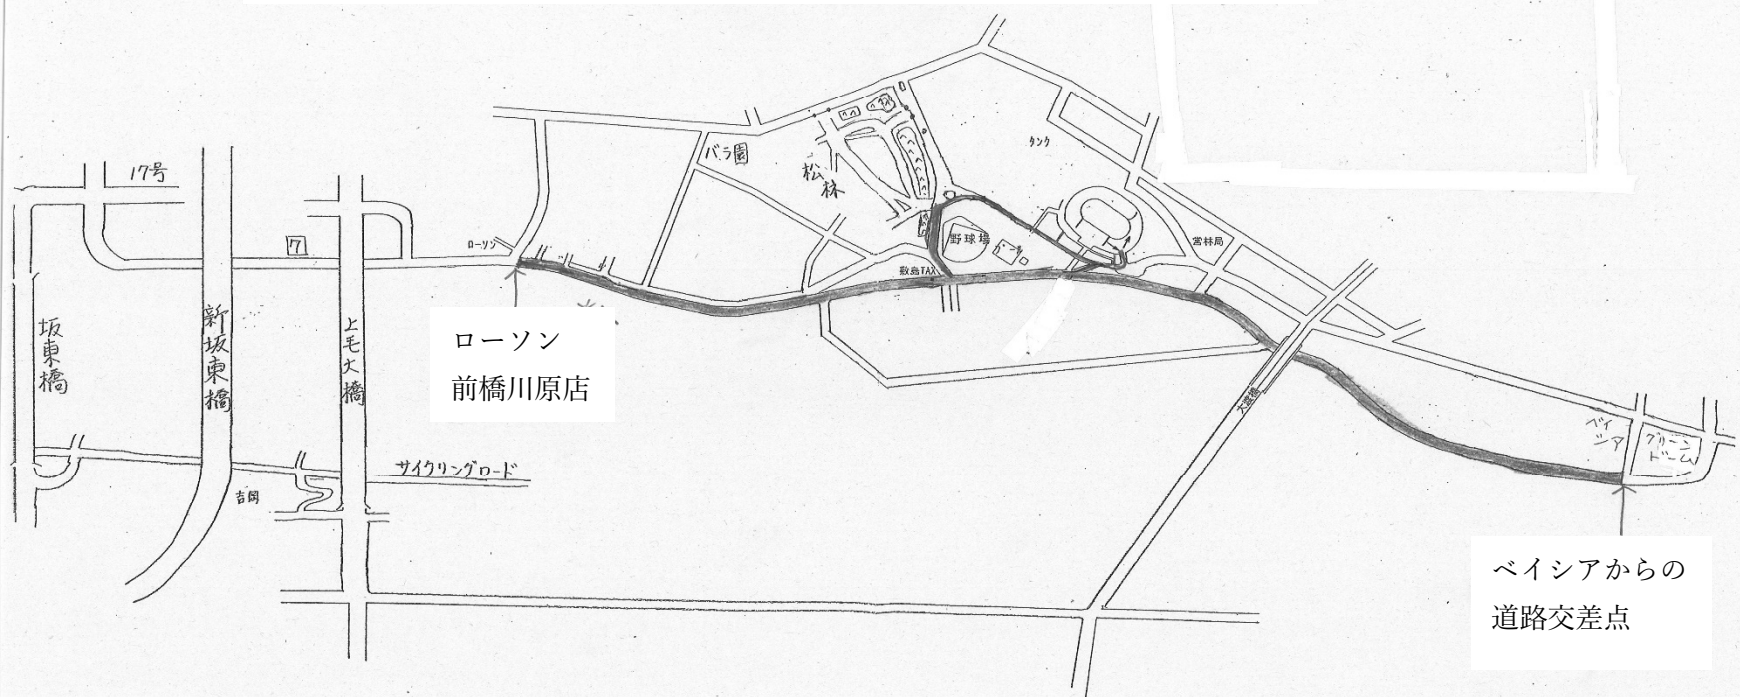 17号
バラ園
松林
タンク
ローソン
7
野球場
営林局
敷島TAX
坂東橋
新坂東橋
上毛大橋
ローソン
前橋川原店
大渡橋
ベイシア
グリーンドーム
サイクリングロード
吉岡
ベイシアからの
道路交差点